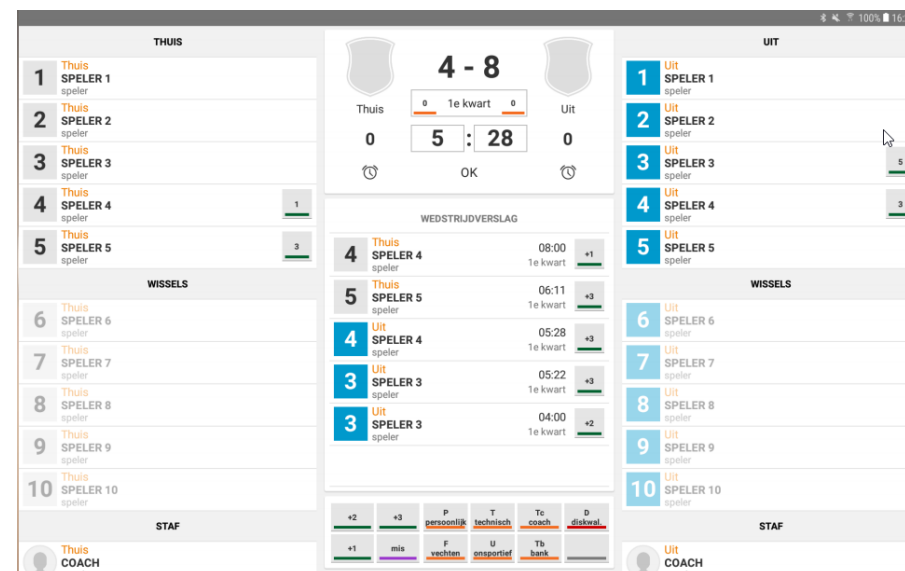 100% 16:
THUIS
1 Thuis
SPELER 1
speler
2 Thuis
SPELER 2
speler
3 Thuis
SPELER 3
speler
4 Thuis
SPELER 4 1
speler
5 Thuis
SPELER 5 3
speler
WISSELS
6 Thuis
SPELER 6
speler
7 Thuis
SPELER 7
speler
8 Thuis
SPELER 8
speler
9 Thuis
SPELER 9
speler
10 Thuis
SPELER 10
speler
STAF
Thuis
COACH
4 - 8
Thuis 0 1e kwart 0 Uit
0 5 : 28 0
OK
WEDSTRIJDVERSLAG
4 Thuis
SPELER 4 08:00 +1
speler 1e kwart
5 Thuis
SPELER 5 06:11 +3
speler 1e kwart
4 Uit
SPELER 4 05:28 +3
speler 1e kwart
3 Uit
SPELER 3 05:22 +3
speler 1e kwart
3 Uit
SPELER 3 04:00 +2
speler 1e kwart
+2 +3 P T Tc D
persoonlijk technisch coach diskwal.
+1 mis F U Tb
vechten onsportief bank
UIT
1 Uit
SPELER 1
speler
2 Uit
SPELER 2
speler
3 Uit
SPELER 3 5
speler
4 Uit
SPELER 4 3
speler
5 Uit
SPELER 5
speler
WISSELS
6 Uit
SPELER 6
speler
7 Uit
SPELER 7
speler
8 Uit
SPELER 8
speler
9 Uit
SPELER 9
speler
10 Uit
SPELER 10
speler
STAF
Uit
COACH